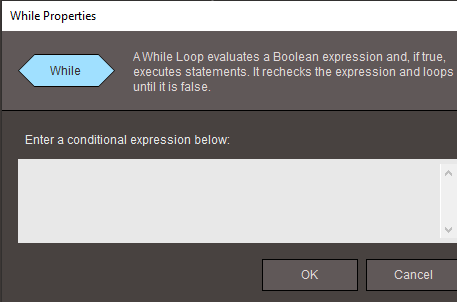 While Properties
While
A While Loop evaluates a Boolean expression and, if true,
executes statements. It rechecks the expression and loops
until it is false.
Enter a conditional expression below:
OK
Cancel